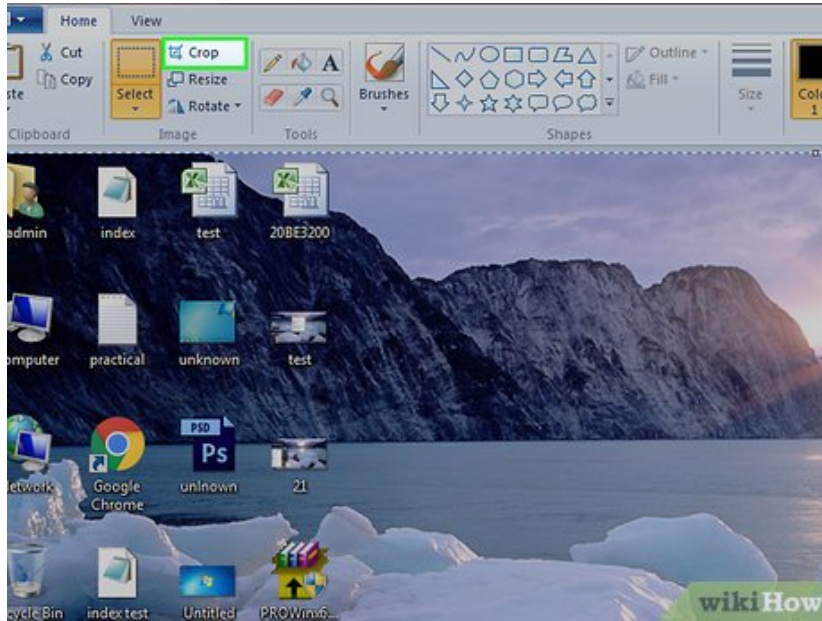 Home View
Cut
Crop
Copy
Resize
ste
Select
Rotate
A
Brushes
Outline
Fill
Size
Colo
1
Clipboard
Image
Tools
Shapes
admin
index
test
20BE3200
omputer
practical
unknown
test
PSD
Ps
etwork
Google
Chrome
unlnown
21
ecycle Bin
index test
Untitled
PROWinx6...
wikiHow